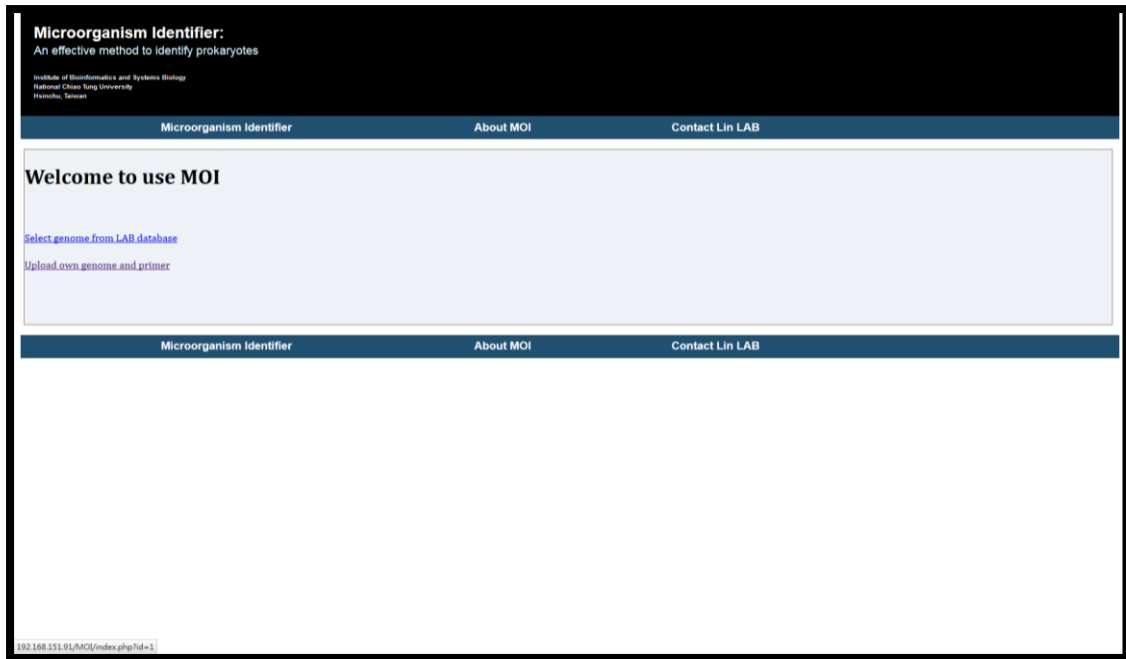 Microorganism Identifier:
An effective method to identify prokaryotes
Institute of Bioinformatics and Systems Biology
National Chiao Tung University
Hsinchu, Taiwan
Microorganism Identifier About MOI Contact Lin LAB
Welcome to use MOI
Select genome from LAB database
Upload own genome and primer
Microorganism Identifier About MOI Contact Lin LAB
192.168.151.91/MOI/index.php?id=1